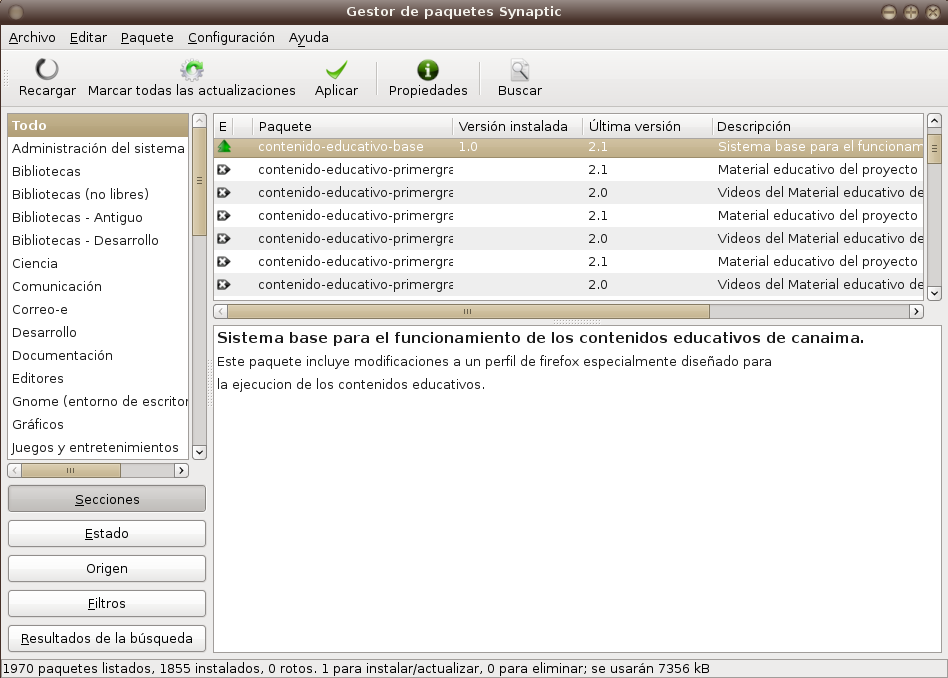 Gestor de paquetes Synaptic
Archivo Editar Paquete Configuración Ayuda
Recargar Marcar todas las actualizaciones Aplicar Propiedades Buscar
Todo
Administración del sistema
Bibliotecas
Bibliotecas (no libres)
Bibliotecas - Antiguo
Bibliotecas - Desarrollo
Ciencia
Comunicación
Correo-e
Desarrollo
Documentación
Editores
Gnome (entorno de escritor
Gráficos
Juegos y entretenimientos
Secciones
Estado
Origen
Filtros
Resultados de la búsqueda
E Paquete Versión instalada Última versión Descripción
contenido-educativo-base 1.0 2.1 Sistema base para el funcionam
contenido-educativo-primergra 2.1 Material educativo del proyecto
contenido-educativo-primergra 2.0 Videos del Material educativo de
contenido-educativo-primergra 2.1 Material educativo del proyecto
contenido-educativo-primergra 2.0 Videos del Material educativo de
contenido-educativo-primergra 2.1 Material educativo del proyecto
contenido-educativo-primergra 2.0 Videos del Material educativo de
Sistema base para el funcionamiento de los contenidos educativos de canaima.
Este paquete incluye modificaciones a un perfil de firefox especialmente diseñado para
la ejecucion de los contenidos educativos.
1970 paquetes listados, 1855 instalados, 0 rotos. 1 para instalar/actualizar, 0 para eliminar; se usarán 7356 kB